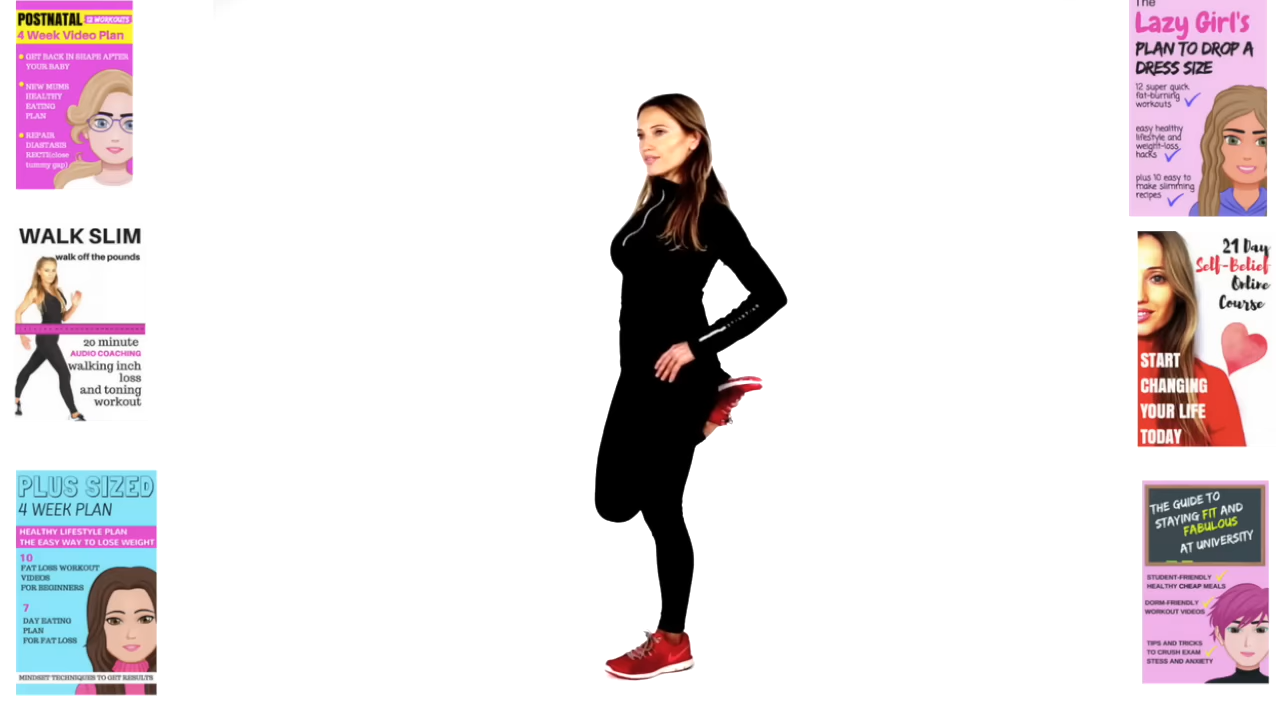 POSTNATAL 12 WORKOUTS
4 Week Video Plan
GET BACK IN SHAPE AFTER
YOUR BABY
NEW MUMS
HEALTHY
EATING
PLAN
REPAIR
DIASTASIS
RECTE(close
tummy gap)
WALK SLIM
walk off the pounds
20 minute
AUDIO COACHING
walking inch
loss
and toning
workout
PLUS SIZED
4 WEEK PLAN
HEALTHY LIFESTYLE PLAN
THE EASY WAY TO LOSE WEIGHT
10
FAT LOSS WORKOUT
VIDEOS
FOR BEGINNERS
7
DAY EATING
PLAN
FOR FAT LOSS
MINDSET TECHNIQUES TO GET RESULTS
The
Lazy Girl's
PLAN TO DROP A
DRESS SIZE
12 super quick
fat-burning
workouts
easy healthy
lifestyle and
weight-loss
hacks
plus 10 easy to
make slimming
recipes
21 Day
Self-Belief
Online
Course
START
CHANGING
YOUR LIFE
TODAY
THE GUIDE TO
STAYING FIT AND
FABULOUS
AT UNIVERSITY
STUDENT-FRIENDLY
HEALTHY CHEAP MEALS
DORM-FRIENDLY
WORKOUT VIDEOS
TIPS AND TRICKS
TO CRUSH EXAM
STESS AND ANXIETY